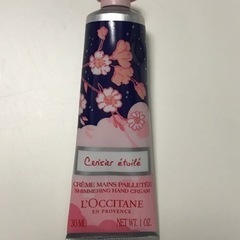 Cerisier étoilé
CRÈME MAINS PAILLETÉE
SHIMMERING HAND CREAM
L'OCCITANE
EN PROVENCE
30 Ml NET WT. 1 OZ.